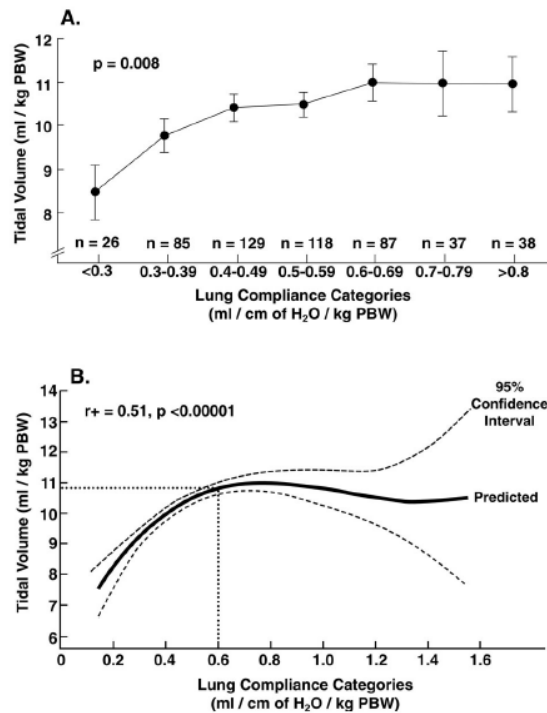 A.
p = 0.008
Tidal Volume (ml / kg PBW)
12
11
10
9
8
n = 26 n = 85 n = 129 n = 118 n = 87 n = 37 n = 38
<0.3 0.3-0.39 0.4-0.49 0.5-0.59 0.6-0.69 0.7-0.79 >0.8
Lung Compliance Categories
(ml / cm of H₂O / kg PBW)
B.
r+ = 0.51, p <0.00001
95%
Confidence
Interval
Predicted
Tidal Volume (ml / kg PBW)
14
13
12
11
10
9
8
7
6
0 0.2 0.4 0.6 0.8 1.0 1.2 1.4 1.6
Lung Compliance Categories
(ml / cm of H₂O / kg PBW)